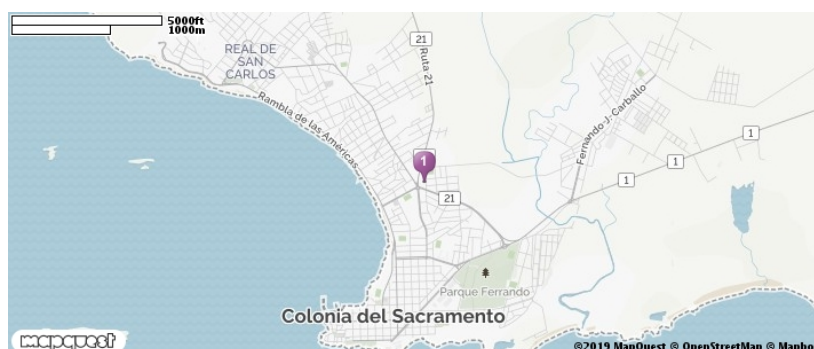 5000ft
1000m
REAL DE
SAN
CARLOS
21
Ruta 21
Rambla de las Américas
Fernando J. Carballo
1
1
1
1
21
Parque Ferrando
Colonia del Sacramento
mapquest
©2019 MapQuest © OpenStreetMap © Mapbo